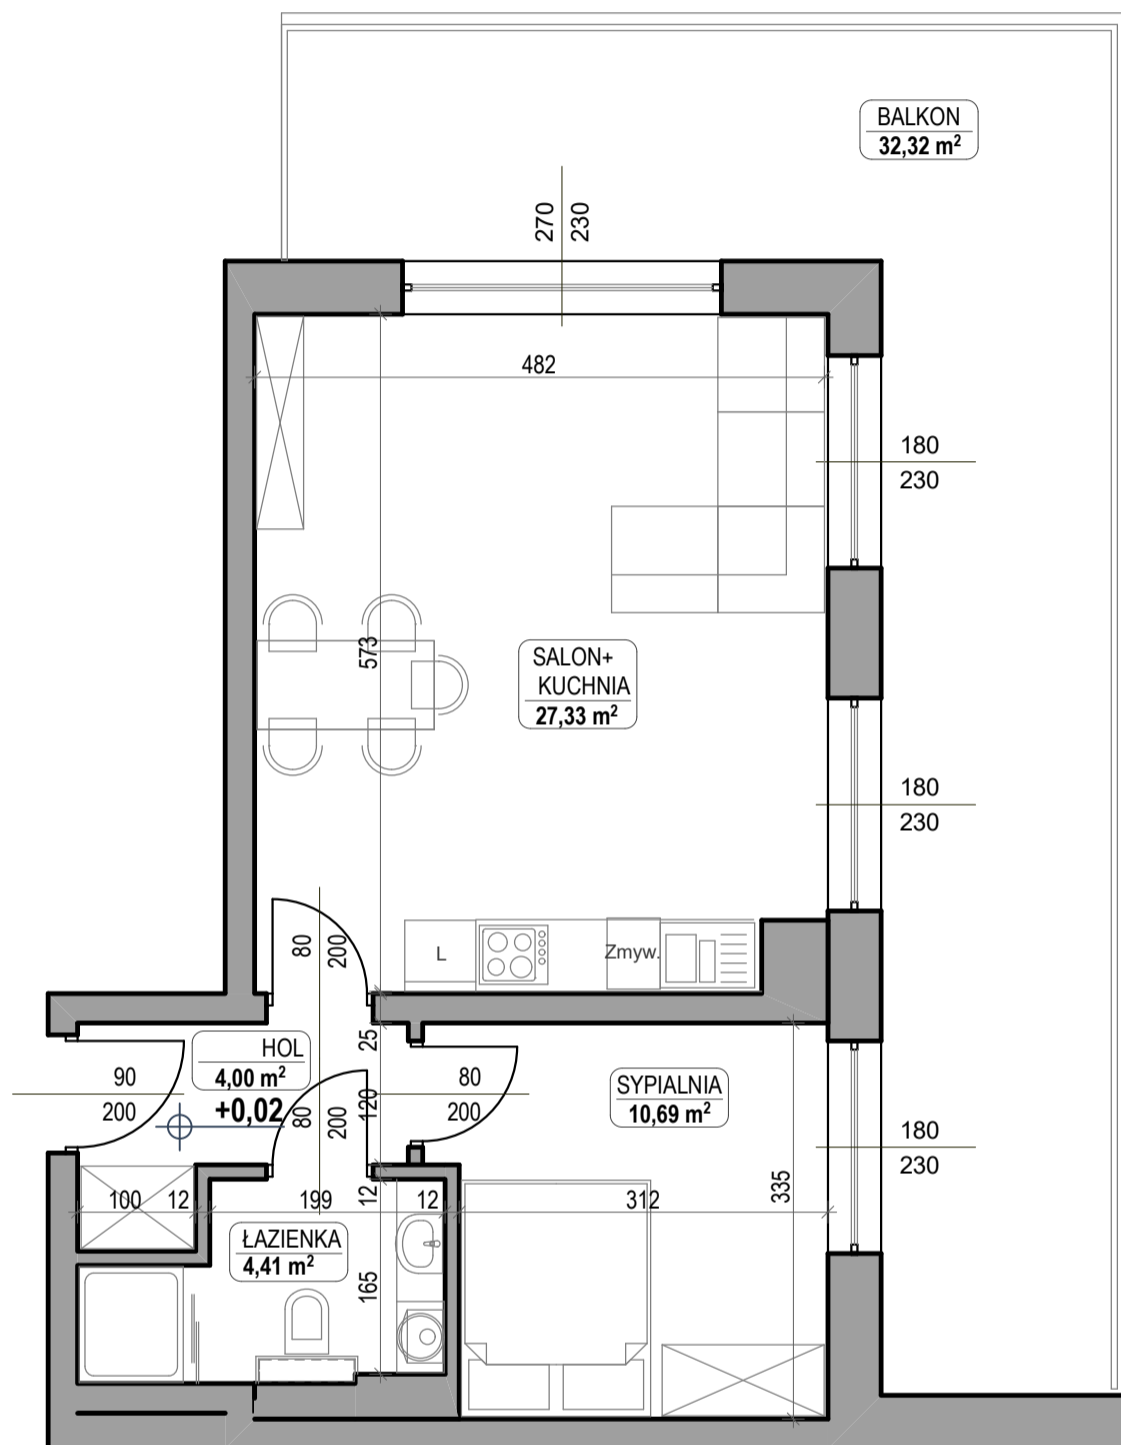 BALKON
32,32 m²
270
230
482
180
230
573
SALON+
KUCHNIA
27,33 m²
180
230
80
200
L
Zmyw.
HOL
4,00 m²
+0,02
90
200
25
120
80
200
80
200
SYPIALNIA
10,69 m²
180
230
100
12
199
12
12
312
335
ŁAZIENKA
4,41 m²
165